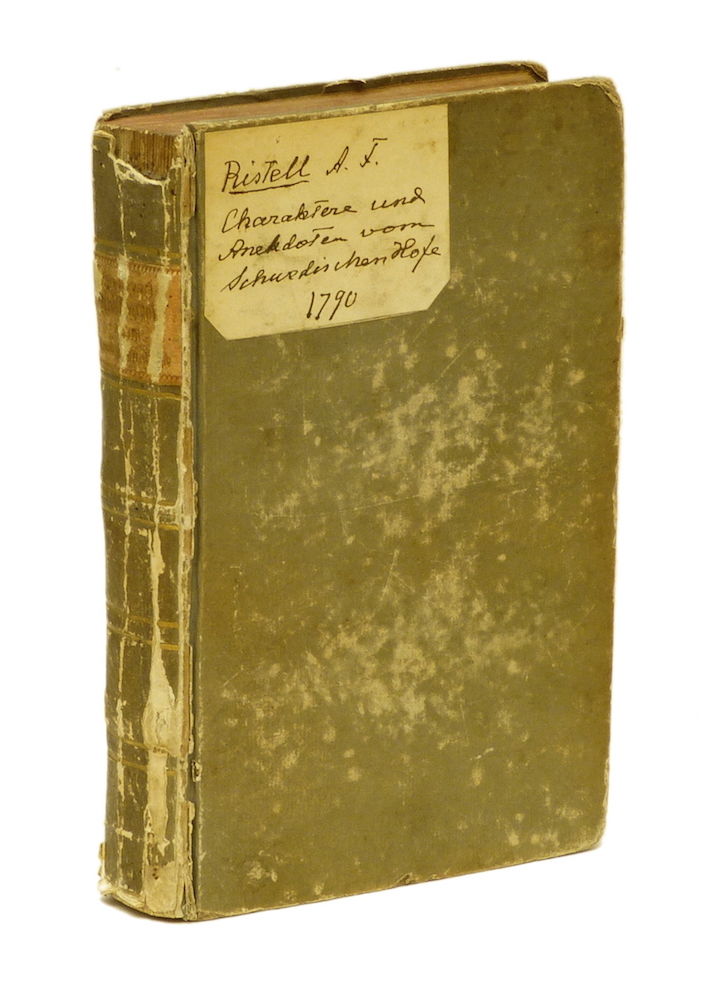 Ristell A. F.
Charaktere und
Anekdoten vom
Schwedischen Hofe
1790